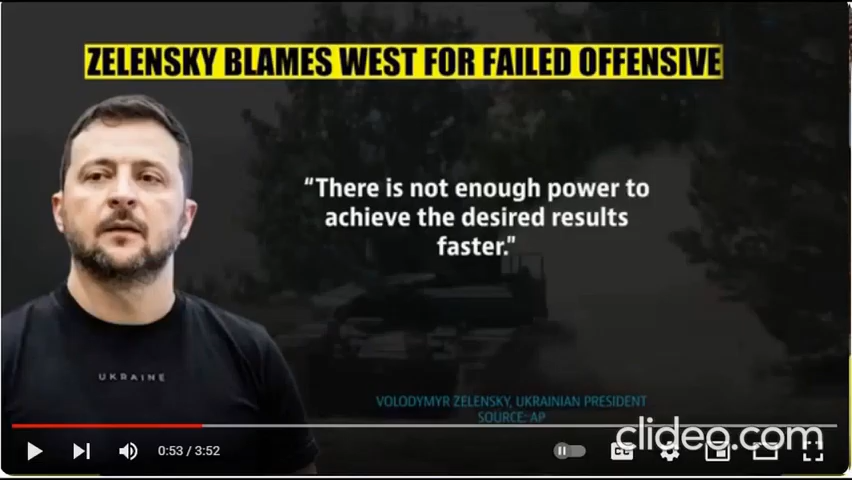 ZELENSKY BLAMES WEST FOR FAILED OFFENSIVE
“There is not enough power to
achieve the desired results
faster."
UKRAINE
VOLODYMYR ZELENSKY, UKRAINIAN PRESIDENT
SOURCE: AP
0:53 / 3:52
CC
clideo.com